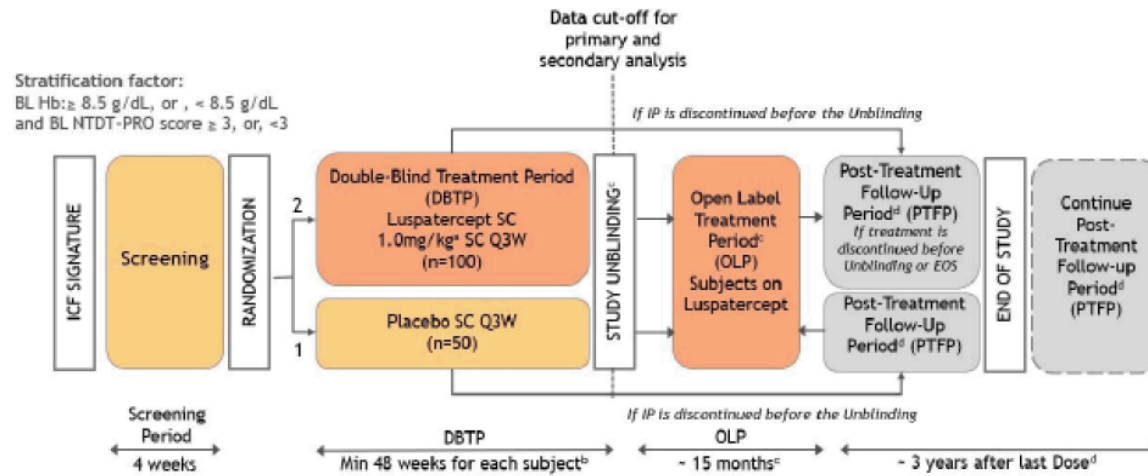 Data cut-off for
primary and
secondary analysis
Stratification factor:
BL Hb:≥ 8.5 g/dL, or , < 8.5 g/dL
and BL NTDT-PRO score ≥ 3, or, <3
If IP is discontinued before the Unblinding
ICF SIGNATURE
Screening
RANDOMIZATION
2
1
Double-Blind Treatment Period
(DBTP)
Luspatercept SC
1.0mg/kgᵃ SC Q3W
(n=100)
Placebo SC Q3W
(n=50)
STUDY UNBLINDINGᶜ
Open Label
Treatment
Periodᶜ
(OLP)
Subjects on
Luspatercept
Post-Treatment
Follow-Up
Periodᵈ (PTFP)
If treatment is
discontinued before
Unblinding or EOS
Post-Treatment
Follow-Up
Periodᵈ (PTFP)
END OF STUDY
Continue
Post-
Treatment
Follow-up
Periodᵈ
(PTFP)
If IP is discontinued before the Unblinding
Screening
Period
4 weeks
DBTP
Min 48 weeks for each subjectᵇ
OLP
~ 15 monthsᶜ
~ 3 years after last Doseᵈ